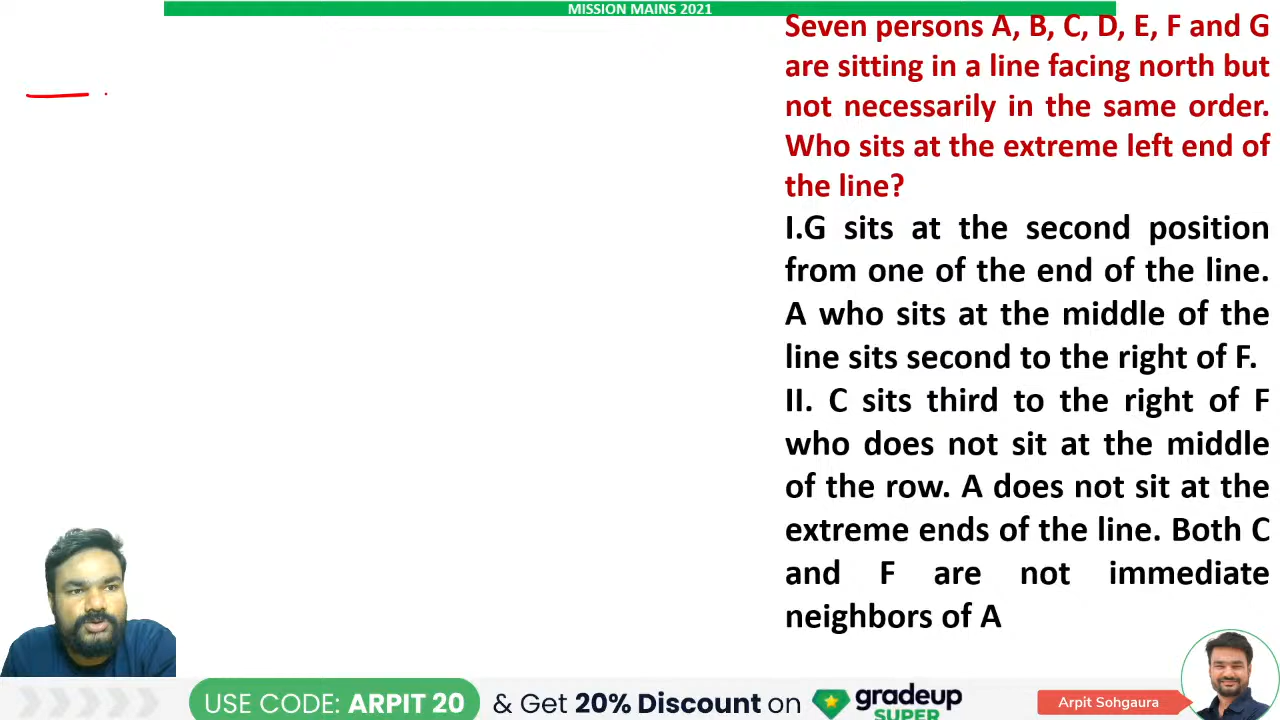 MISSION MAINS 2021
Seven persons A, B, C, D, E, F and G
are sitting in a line facing north but
not necessarily in the same order.
Who sits at the extreme left end of
the line?
I.G sits at the second position
from one of the end of the line.
A who sits at the middle of the
line sits second to the right of F.
II. C sits third to the right of F
who does not sit at the middle
of the row. A does not sit at the
extreme ends of the line. Both C
and F are not immediate
neighbors of A
USE CODE: ARPIT 20 & Get 20% Discount on gradeup
SUPER
Arpit Sohgaura